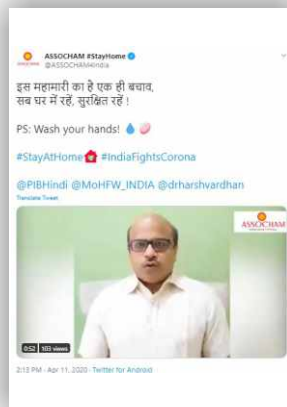 ASSOCHAM #StayHome
@ASSOCHAM4India
इस महामारी का है एक ही बचाव,
सब घर में रहें, सुरक्षित रहें !
PS: Wash your hands!
#StayAtHome #IndiaFightsCorona
@PIBHindi @MoHFW_INDIA @drharshvardhan
Translate Tweet
ASSOCHAM
0:52 103 views
2:13 PM - Apr 11, 2020 - Twitter for Android